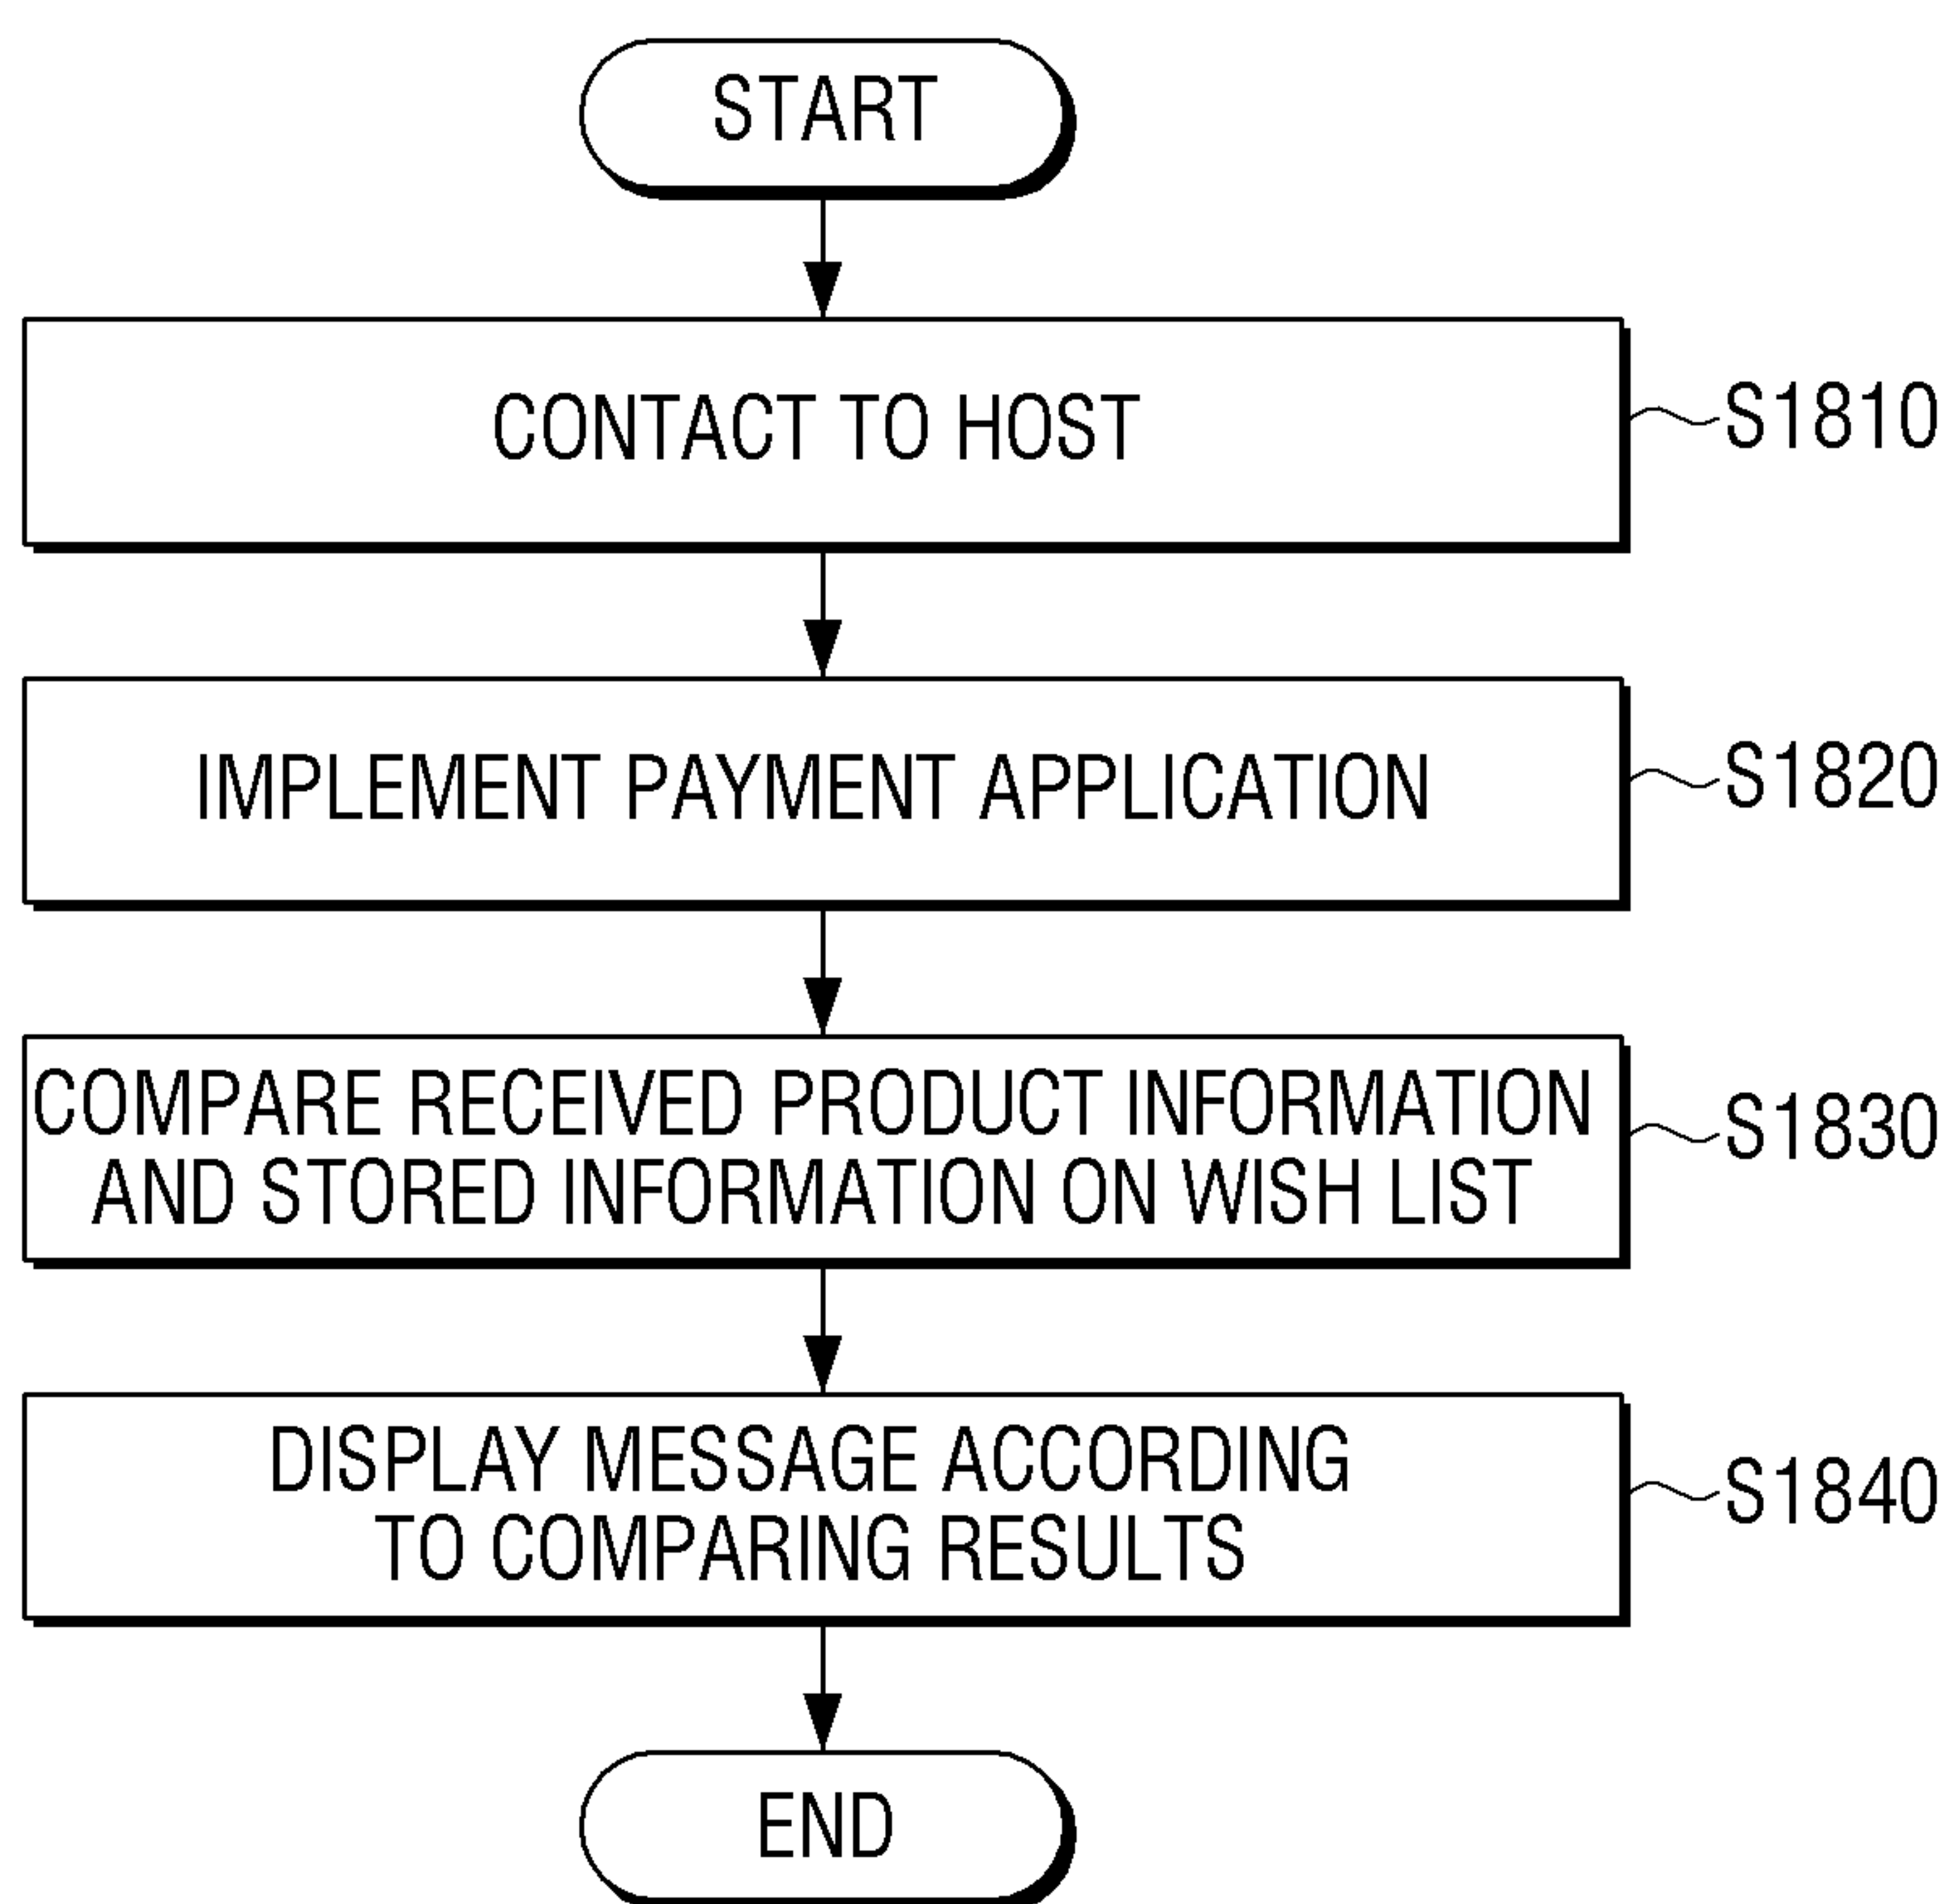 START
CONTACT TO HOST
S1810
IMPLEMENT PAYMENT APPLICATION
S1820
COMPARE RECEIVED PRODUCT INFORMATION
AND STORED INFORMATION ON WISH LIST
S1830
DISPLAY MESSAGE ACCORDING
TO COMPARING RESULTS
S1840
END